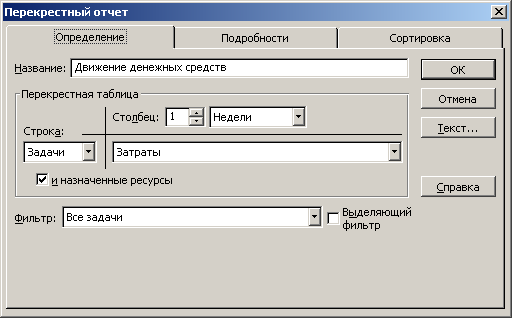 Перекрестный отчет
Определение
Подробности
Сортировка
Название: Движение денежных средств
ОК
Перекрестная таблица
Отмена
Столбец: 1 Недели
Строка:
Текст...
Задачи Затраты
и назначенные ресурсы
Справка
Фильтр: Все задачи
Выделяющий
фильтр